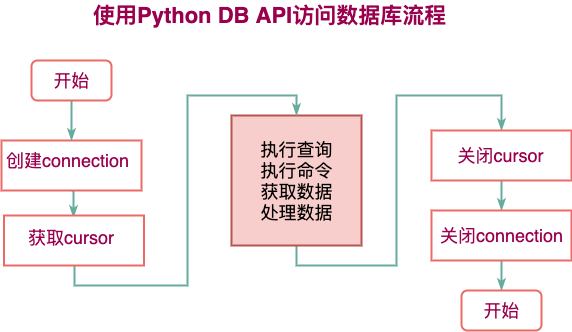 使用Python DB API访问数据库流程
开始
创建connection
获取cursor
执行查询
执行命令
获取数据
处理数据
关闭cursor
关闭connection
开始